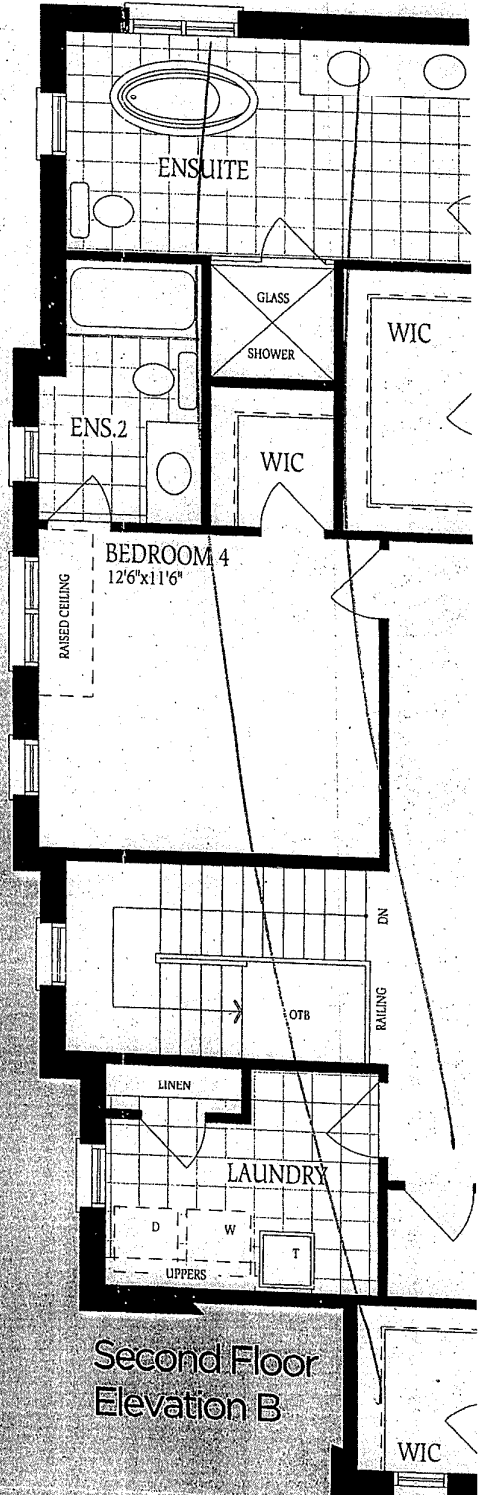 ENSUITE
GLASS
SHOWER
WIC
ENS.2
WIC
BEDROOM 4
12'6"x11'6"
RAISED CEILING
DN
OTB
RAILING
LINEN
LAUNDRY
D
W
T
UPPERS
Second Floor
Elevation B
WIC